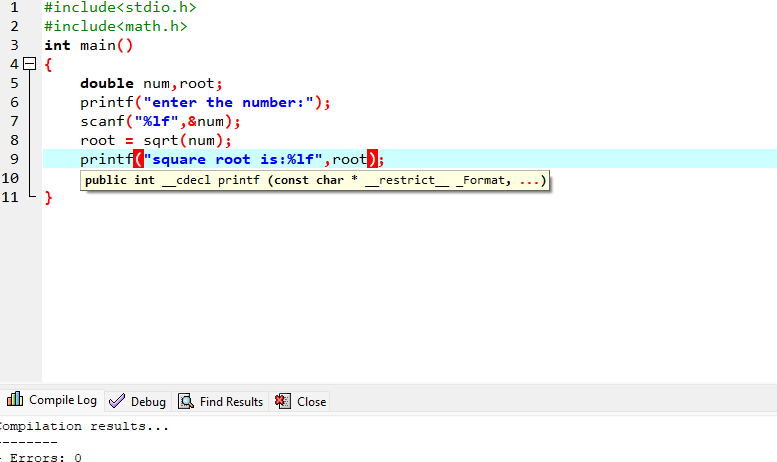 1 #include<stdio.h>
2 #include<math.h>
3 int main()
4 {
5 double num,root;
6 printf("enter the number:");
7 scanf("%lf",&num);
8 root = sqrt(num);
9 printf("square root is:%lf",root);
10 public int __cdecl printf (const char * __restrict__ _Format, ...)
11 }
Compile Log Debug Find Results Close
Compilation results...
--------
- Errors: 0